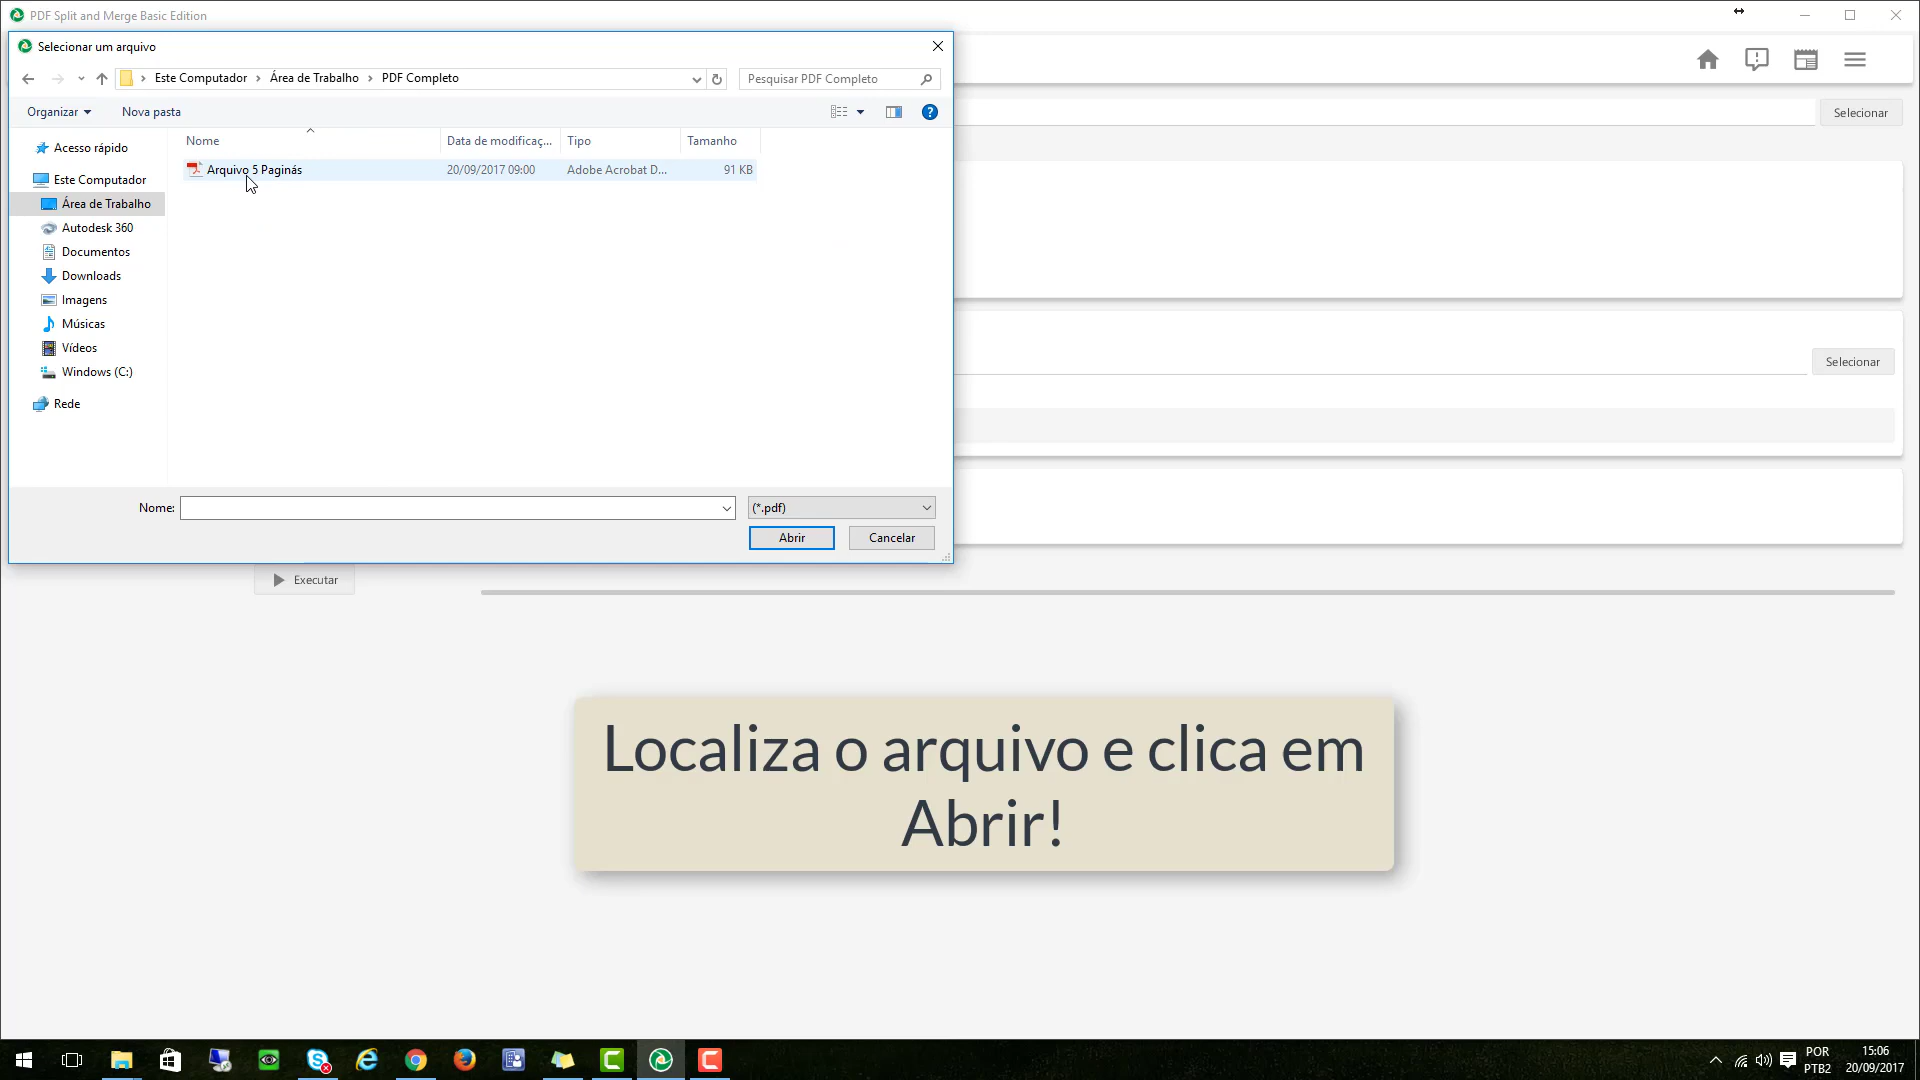 PDF Split and Merge Basic Edition
Selecionar um arquivo
Este Computador > Área de Trabalho > PDF Completo
Pesquisar PDF Completo
Organizar
Nova pasta
Selecionar
Nome
Data de modificaç...
Tipo
Tamanho
Acesso rápido
Arquivo 5 Paginás
20/09/2017 09:00
Adobe Acrobat D...
91 KB
Este Computador
Área de Trabalho
Autodesk 360
Documentos
Downloads
Imagens
Músicas
Vídeos
Windows (C:)
Rede
Selecionar
Nome:
(*.pdf)
Abrir
Cancelar
Executar
Localiza o arquivo e clica em
Abrir!
POR
PTB2
15:06
20/09/2017